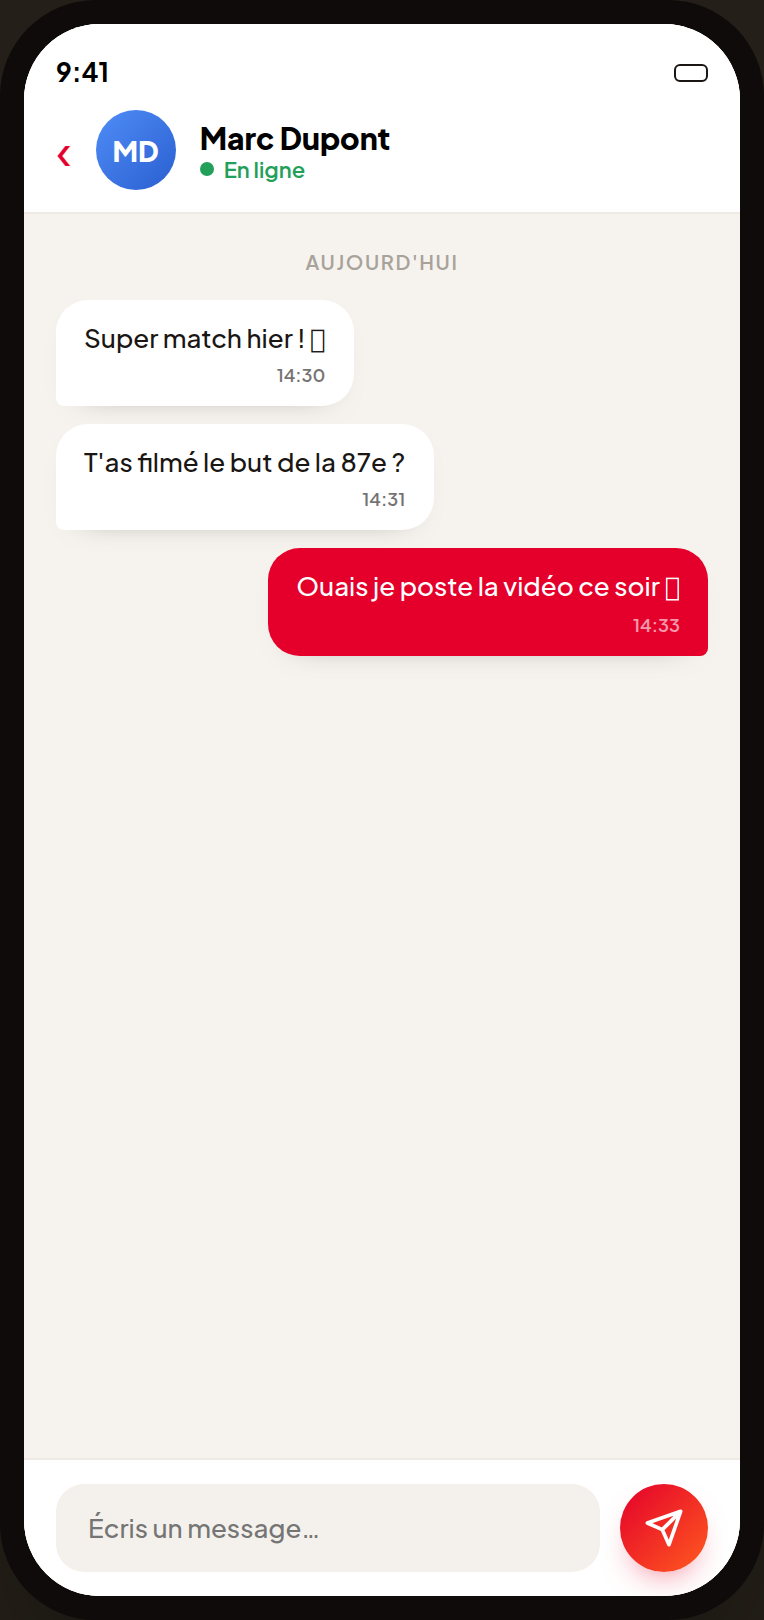 9:41
‹
MD
Marc Dupont
En ligne
AUJOURD'HUI
Super match hier ! 
14:30
T'as filmé le but de la 87e ?
14:31
Ouais je poste la vidéo ce soir 
14:33
Écris un message…